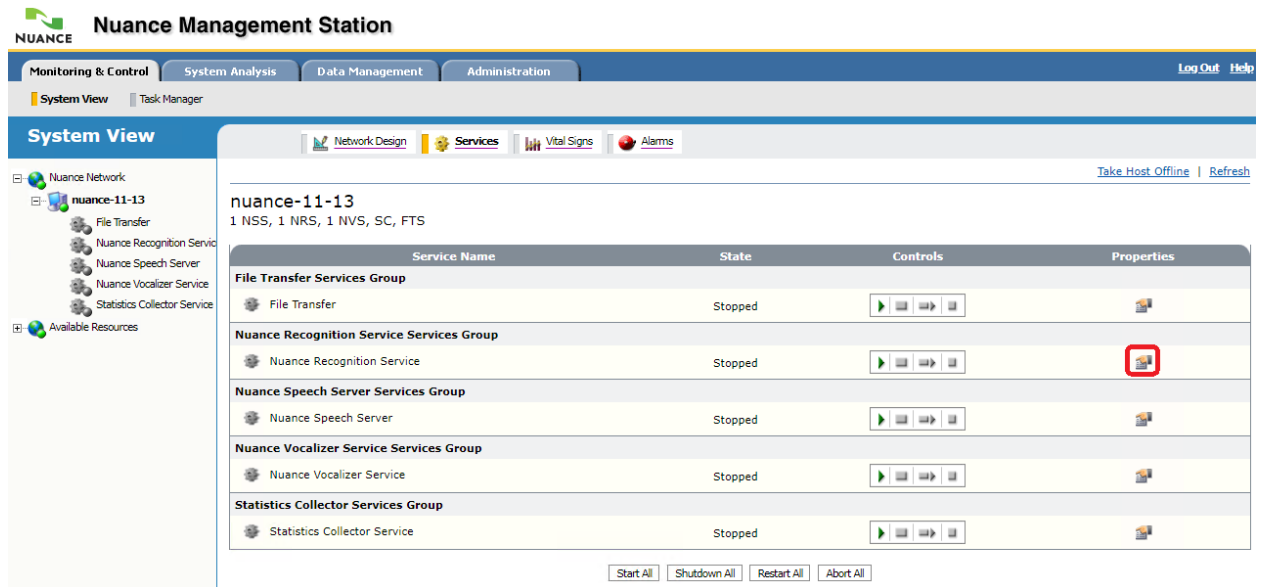 NUANCE
Nuance Management Station
Monitoring & Control System Analysis Data Management Administration Log Out Help
System View Task Manager
System View
Network Design Services Vital Signs Alarms
Take Host Offline | Refresh
Nuance Network
nuance-11-13
File Transfer
Nuance Recognition Servic
Nuance Speech Server
Nuance Vocalizer Service
Statistics Collector Service
Available Resources
nuance-11-13
1 NSS, 1 NRS, 1 NVS, SC, FTS
Service Name State Controls Properties
File Transfer Services Group
File Transfer Stopped
Nuance Recognition Service Services Group
Nuance Recognition Service Stopped
Nuance Speech Server Services Group
Nuance Speech Server Stopped
Nuance Vocalizer Service Services Group
Nuance Vocalizer Service Stopped
Statistics Collector Services Group
Statistics Collector Service Stopped
Start All Shutdown All Restart All Abort All